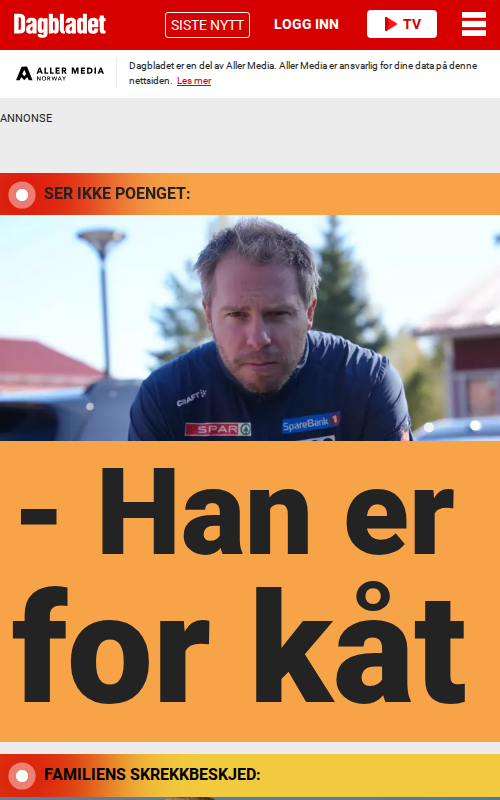 Dagbladet
SISTE NYTT
LOGG INN
TV
ALLER MEDIA
NORWAY
Dagbladet er en del av Aller Media. Aller Media er ansvarlig for dine data på denne
nettsiden. Les mer
ANNONSE
SER IKKE POENGET:
CRAFT
SPAR
SpareBank 1
- Han er
for kåt
FAMILIENS SKREKKBESKJED: